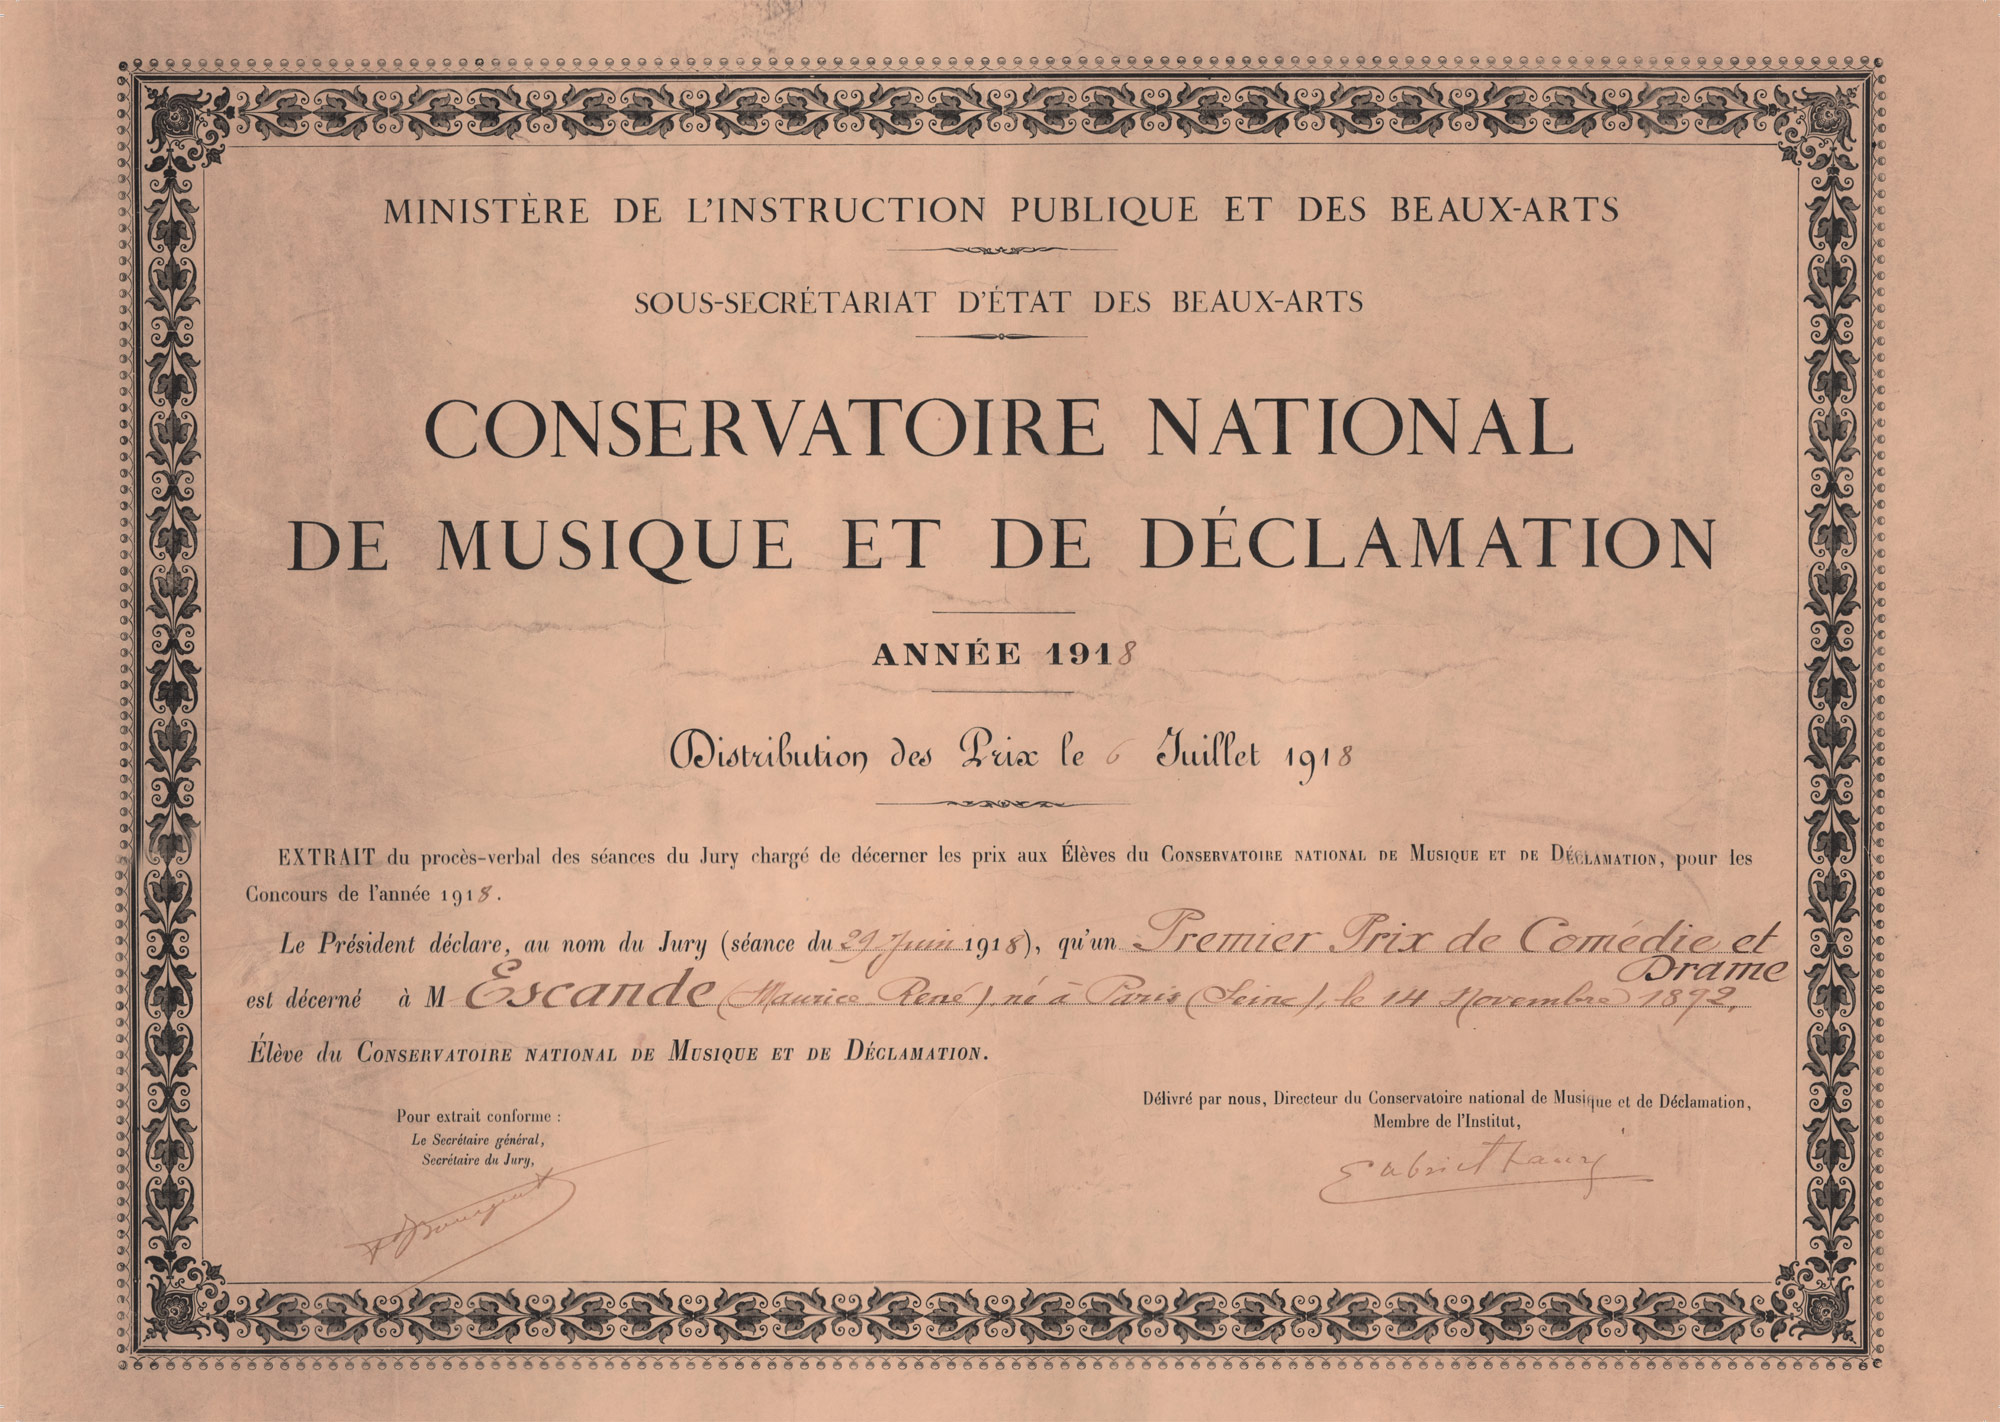 MINISTÈRE DE L'INSTRUCTION PUBLIQUE ET DES BEAUX-ARTS
SOUS-SECRÉTARIAT D'ÉTAT DES BEAUX-ARTS
CONSERVATOIRE NATIONAL
DE MUSIQUE ET DE DÉCLAMATION
ANNÉE 1918
Distribution des Prix le 6 Juillet 1918
EXTRAIT du procès-verbal des séances du Jury chargé de décerner les prix aux Élèves du CONSERVATOIRE NATIONAL DE MUSIQUE ET DE DÉCLAMATION, pour les
Concours de l'année 1918.
Le Président déclare, au nom du Jury (séance du 29 Juin 1918), qu'un Premier Prix de Comédie et
Drame
est décerné à M Escande (Maurice René) né à Paris (Seine), le 14 Novembre 1892,
Élève du CONSERVATOIRE NATIONAL DE MUSIQUE ET DE DÉCLAMATION.
Pour extrait conforme :
Le Secrétaire général,
Secrétaire du Jury,
Délivré par nous, Directeur du Conservatoire national de Musique et de Déclamation,
Membre de l'Institut,
Gabriel Fauré